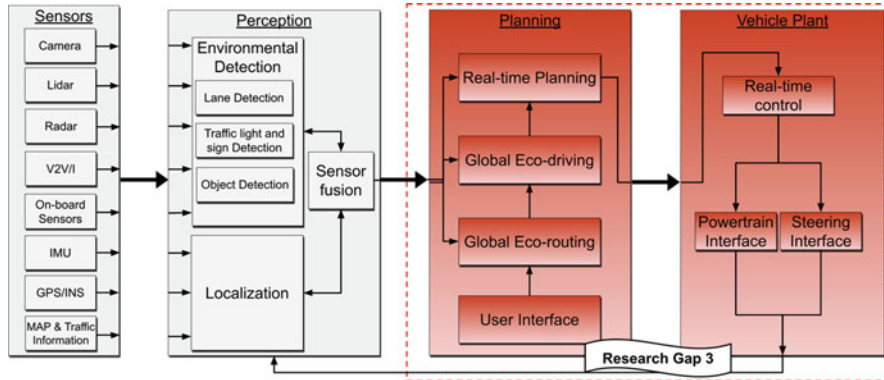 Sensors
Camera
Lidar
Radar
V2V/I
On-board
Sensors
IMU
GPS/INS
MAP & Traffic
Information
Perception
Environmental
Detection
Lane Detection
Traffic light and
sign Detection
Object Detection
Sensor
fusion
Localization
Planning
Real-time Planning
Global Eco-driving
Global Eco-routing
User Interface
Vehicle Plant
Real-time
control
Powertrain
Interface
Steering
Interface
Research Gap 3